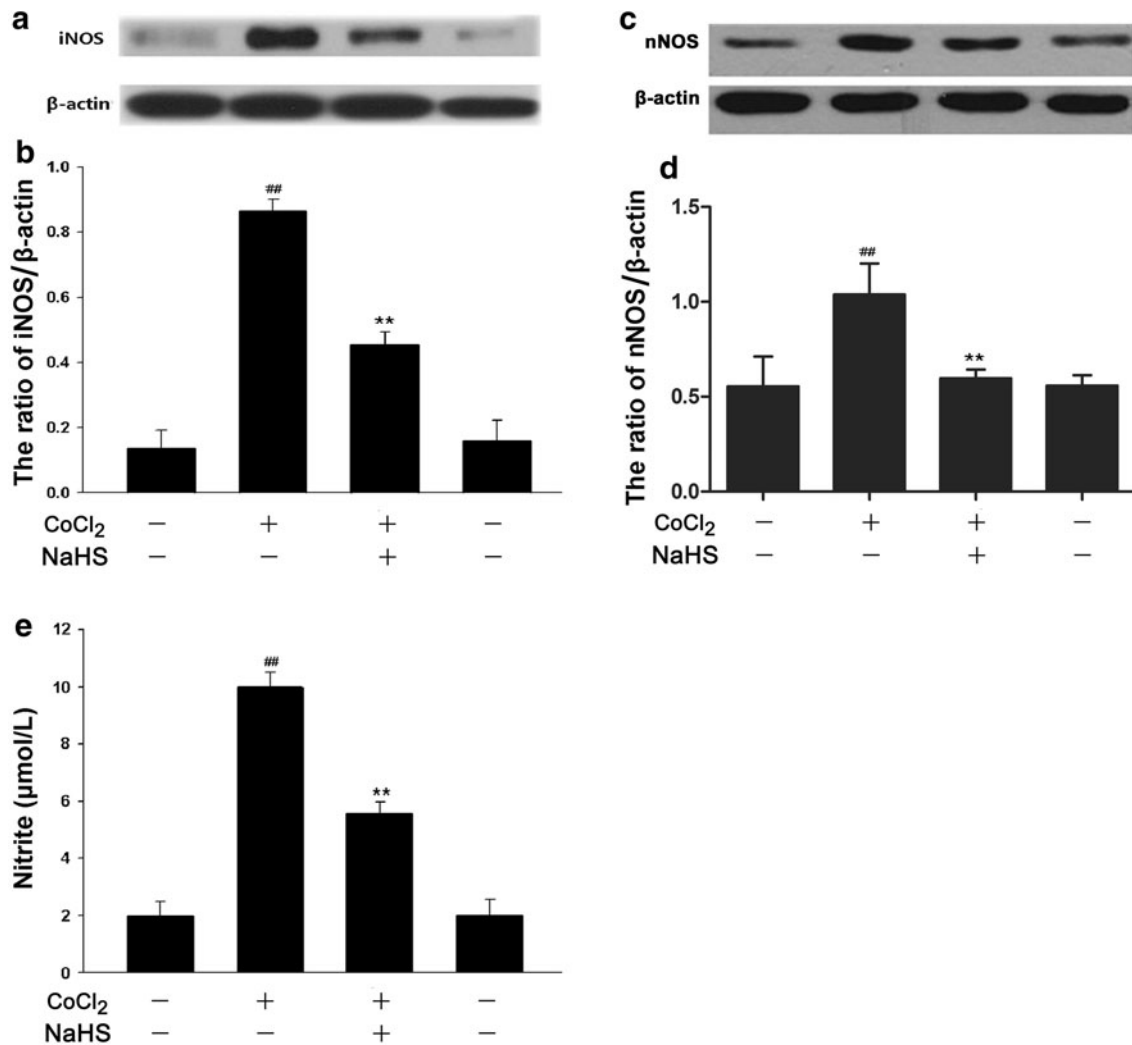 a
iNOS
β-actin
b
The ratio of iNOS/β-actin
1.0
0.8
0.6
0.4
0.2
0.0
##
**
CoCl₂ − + + −
NaHS − − + −
c
nNOS
β-actin
d
The ratio of nNOS/β-actin
1.5
1.0
0.5
0.0
##
**
CoCl₂ − + + −
NaHS − − + −
e
Nitrite (μmol/L)
12
10
8
6
4
2
0
##
**
CoCl₂ − + + −
NaHS − − + −